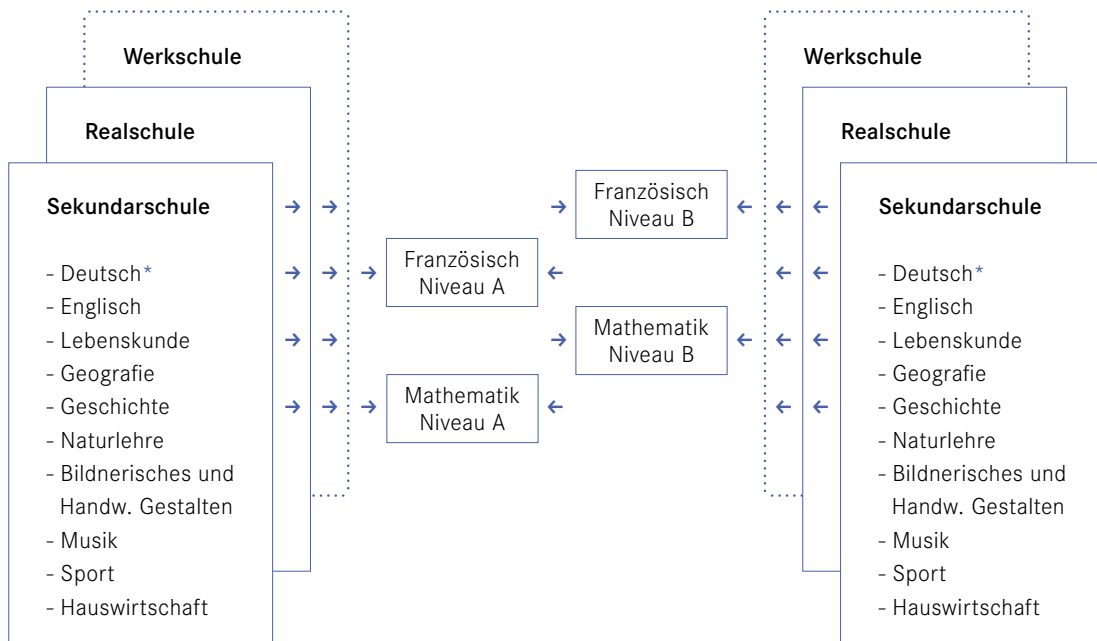 Werkschule
Realschule
Sekundarschule
- Deutsch*
- Englisch
- Lebenskunde
- Geografie
- Geschichte
- Naturlehre
- Bildnerisches und
Handw. Gestalten
- Musik
- Sport
- Hauswirtschaft
Französisch
Niveau B
Französisch
Niveau A
Mathematik
Niveau B
Mathematik
Niveau A
Werkschule
Realschule
Sekundarschule
- Deutsch*
- Englisch
- Lebenskunde
- Geografie
- Geschichte
- Naturlehre
- Bildnerisches und
Handw. Gestalten
- Musik
- Sport
- Hauswirtschaft